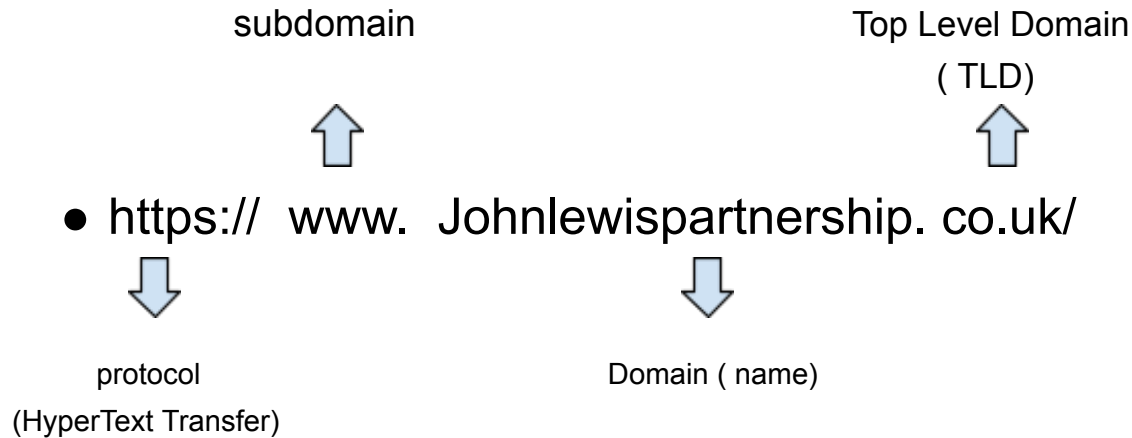 subdomain
Top Level Domain
( TLD)
● https:// www. Johnlewispartnership. co.uk/
protocol
(HyperText Transfer)
Domain ( name)